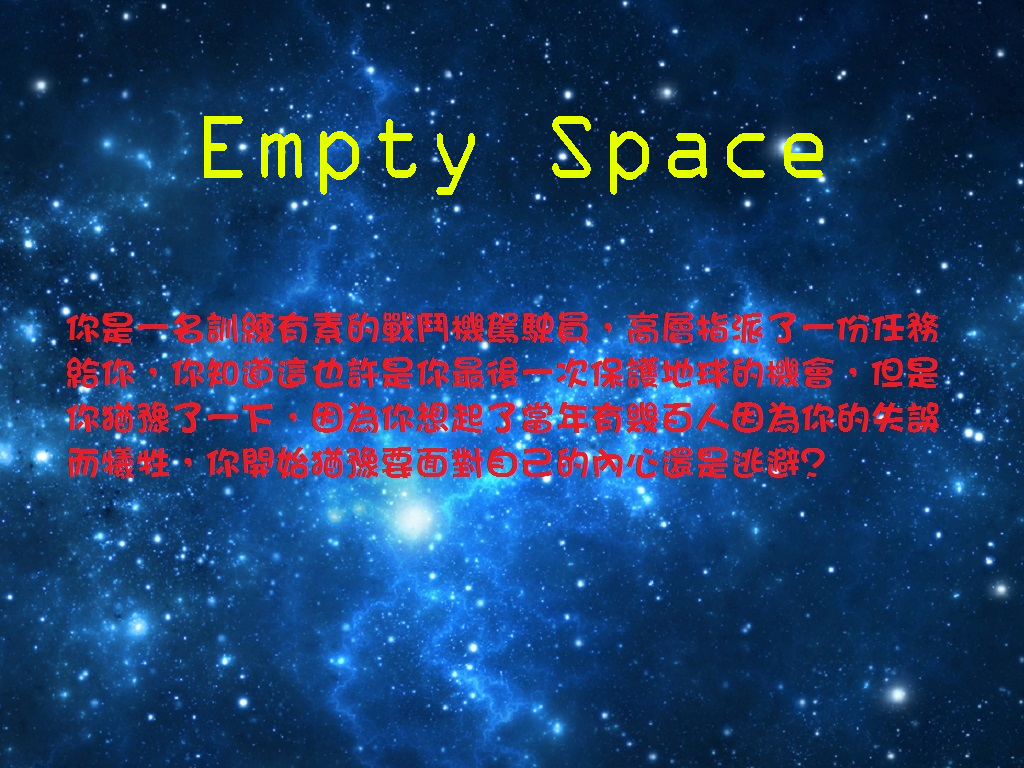 Empty Space
你是一名訓練有素的戰鬥機駕駛員，高層指派了一份任務
給你，你知道這也許是你最後一次保護地球的機會，但是
你猶豫了一下，因為你想起了當年有幾百人因為你的失誤
而犧牲，你開始猶豫要面對自己的內心還是逃避?